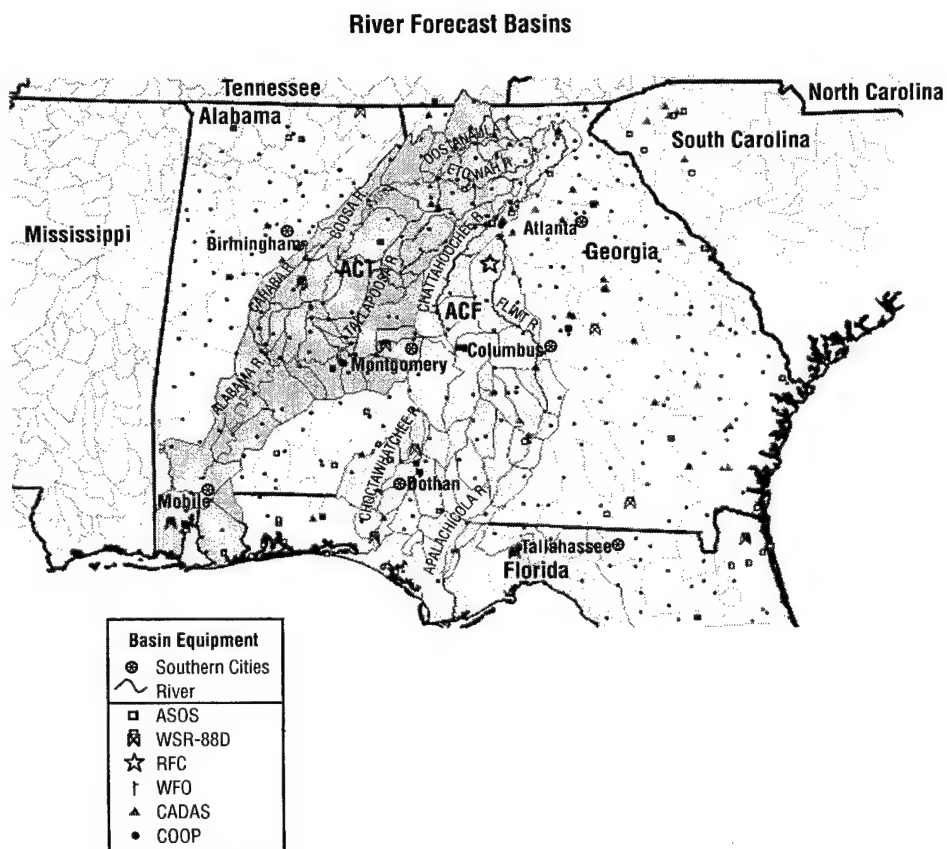 River Forecast Basins
Tennessee
North Carolina
Alabama
South Carolina
OOSTANAULA
ETOWAH R.
Mississippi
Birmingham
COOSA R.
CHATTAHOOCHEE R.
Atlanta
Georgia
CAHABA R.
ACT
TALLAPOOSA R.
ACF
FLINT R.
Montgomery
Columbus
ALABAMA R.
CHOCTAWHATCHEE R.
Dothan
Mobile
APALACHICOLA R.
Tallahassee
Florida
Basin Equipment
Southern Cities
River
ASOS
WSR-88D
RFC
WFO
CADAS
COOP